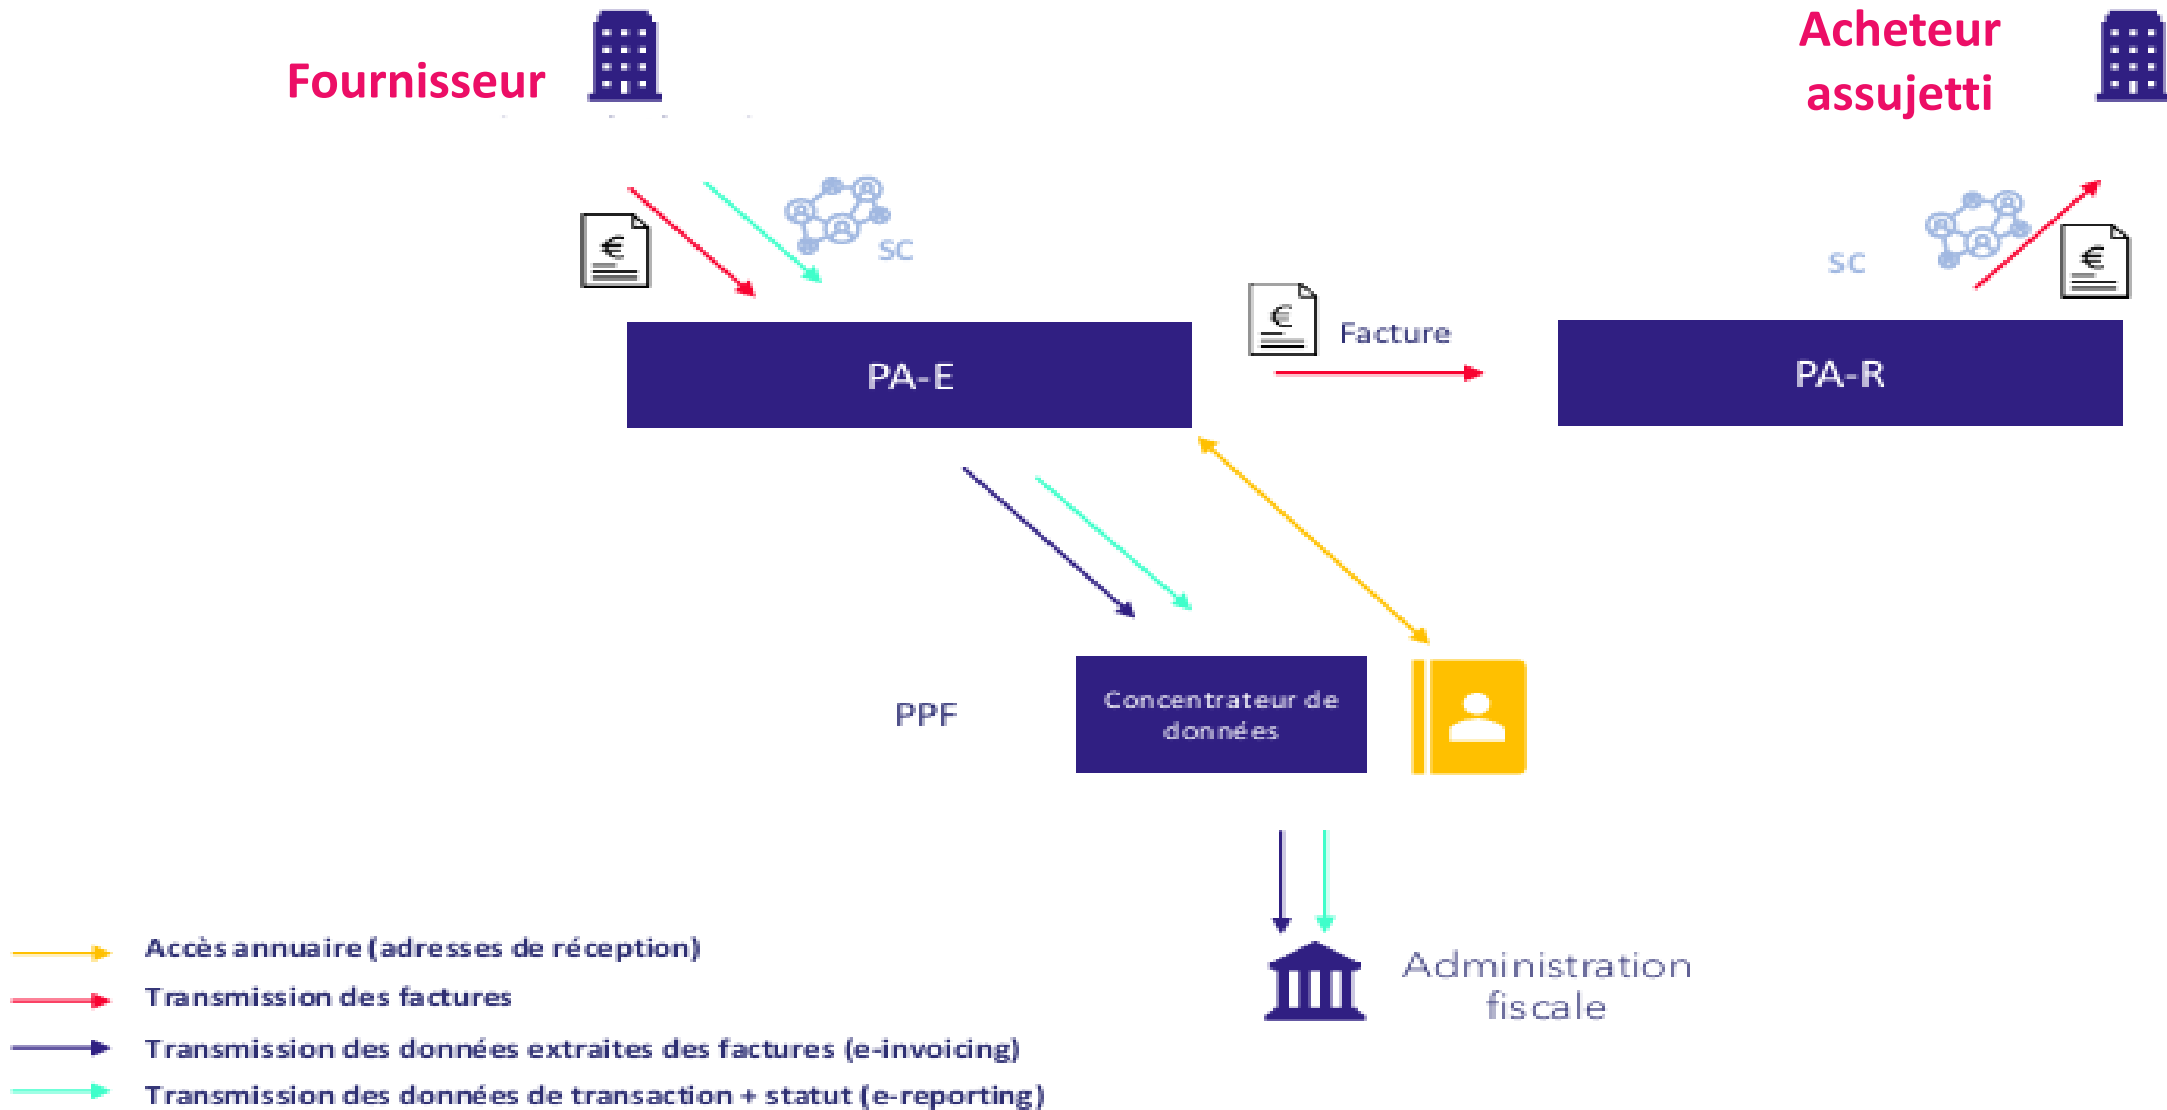 Fournisseur
Acheteur
assujetti
€
SC
SC
€
€
Facture
PA-E
PA-R
PPF
Concentrateur de
données
Administration
fiscale
Accès annuaire (adresses de réception)
Transmission des factures
Transmission des données extraites des factures (e-invoicing)
Transmission des données de transaction + statut (e-reporting)